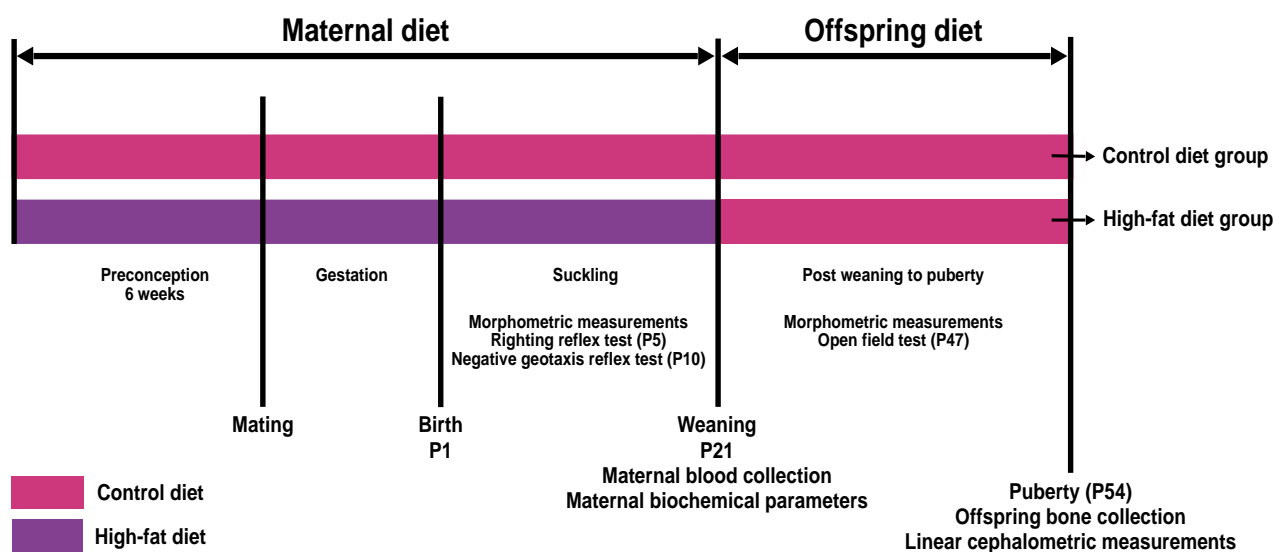 Maternal diet
Offspring diet
Control diet group
High-fat diet group
Preconception
6 weeks
Gestation
Suckling
Post weaning to puberty
Morphometric measurements
Righting reflex test (P5)
Negative geotaxis reflex test (P10)
Morphometric measurements
Open field test (P47)
Mating
Birth
P1
Weaning
P21
Maternal blood collection
Maternal biochemical parameters
Puberty (P54)
Offspring bone collection
Linear cephalometric measurements
Control diet
High-fat diet